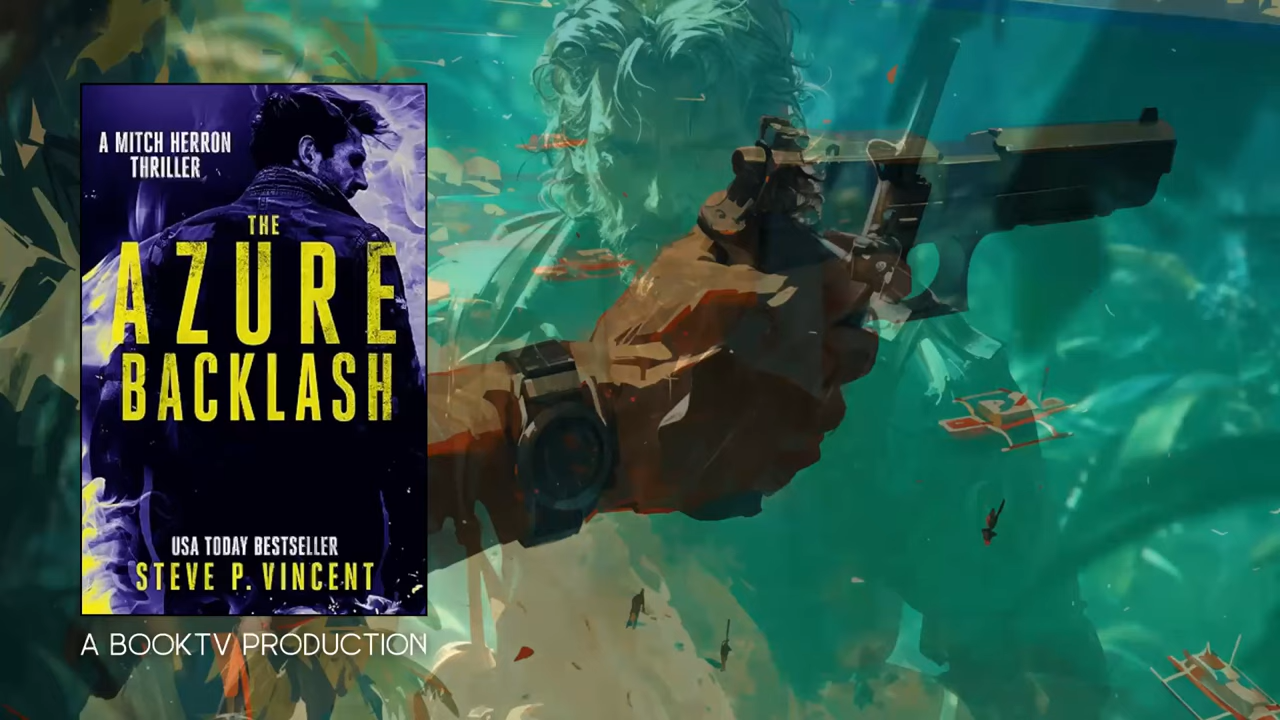 A MITCH HERRON
THRILLER
THE
AZURE
BACKLASH
USA TODAY BESTSELLER
STEVE P. VINCENT
A BOOKTV PRODUCTION